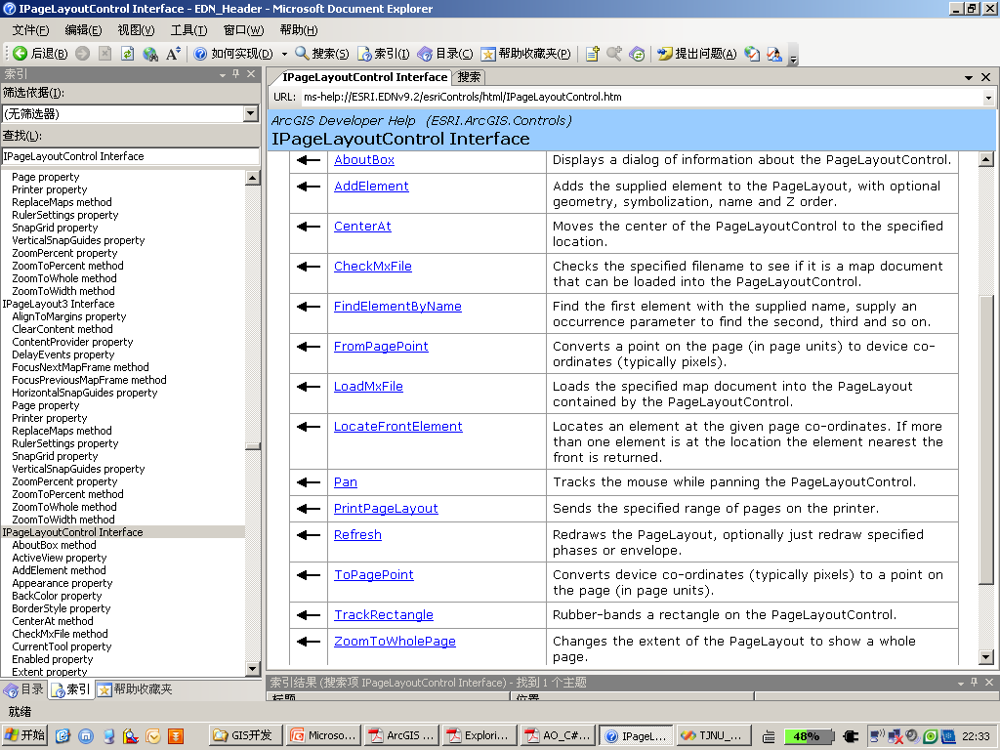 IPageLayoutControl Interface - EDN_Header - Microsoft Document Explorer
文件(F) 编辑(E) 视图(V) 工具(T) 窗口(W) 帮助(H)
后退(B) 如何实现(D) 搜索(S) 索引(I) 目录(C) 帮助收藏夹(P) 提出问题(A)
索引
筛选依据(I):
(无筛选器)
查找(L):
IPageLayoutControl Interface
Page property
Printer property
ReplaceMaps method
RulerSettings property
SnapGrid property
VerticalSnapGuides property
ZoomPercent property
ZoomToPercent method
ZoomToWhole method
ZoomToWidth method
IPageLayout3 Interface
AlignToMargins property
ClearContent method
ContentProvider property
DelayEvents property
FocusNextMapFrame method
FocusPreviousMapFrame method
HorizontalSnapGuides property
Page property
Printer property
ReplaceMaps method
RulerSettings property
SnapGrid property
VerticalSnapGuides property
ZoomPercent property
ZoomToPercent method
ZoomToWhole method
ZoomToWidth method
IPageLayoutControl Interface
AboutBox method
ActiveView property
AddElement method
Appearance property
BackColor property
BorderStyle property
CenterAt method
CheckMxFile method
CurrentTool property
Enabled property
Extent property
目录 索引 帮助收藏夹
IPageLayoutControl Interface 搜索
URL: ms-help://ESRI.EDNv9.2/esriControls/html/IPageLayoutControl.htm
ArcGIS Developer Help (ESRI.ArcGIS.Controls)
IPageLayoutControl Interface
AboutBox Displays a dialog of information about the PageLayoutControl.
AddElement Adds the supplied element to the PageLayout, with optional
geometry, symbolization, name and Z order.
CenterAt Moves the center of the PageLayoutControl to the specified
location.
CheckMxFile Checks the specified filename to see if it is a map document
that can be loaded into the PageLayoutControl.
FindElementByName Find the first element with the supplied name, supply an
occurrence parameter to find the second, third and so on.
FromPagePoint Converts a point on the page (in page units) to device co-
ordinates (typically pixels).
LoadMxFile Loads the specified map document into the PageLayout
contained by the PageLayoutControl.
LocateFrontElement Locates an element at the given page co-ordinates. If more
than one element is at the location the element nearest the
front is returned.
Pan Tracks the mouse while panning the PageLayoutControl.
PrintPageLayout Sends the specified range of pages on the printer.
Refresh Redraws the PageLayout, optionally just redraw specified
phases or envelope.
ToPagePoint Converts device co-ordinates (typically pixels) to a point on
the page (in page units).
TrackRectangle Rubber-bands a rectangle on the PageLayoutControl.
ZoomToWholePage Changes the extent of the PageLayout to show a whole
page.
索引结果 (搜索项 IPageLayoutControl Interface) - 找到 1 个主题
标题 位置
就绪
开始 GIS开发 Microso... ArcGIS ... Explori... AO_C#... IPageL... TJNU_... 48% 22:33